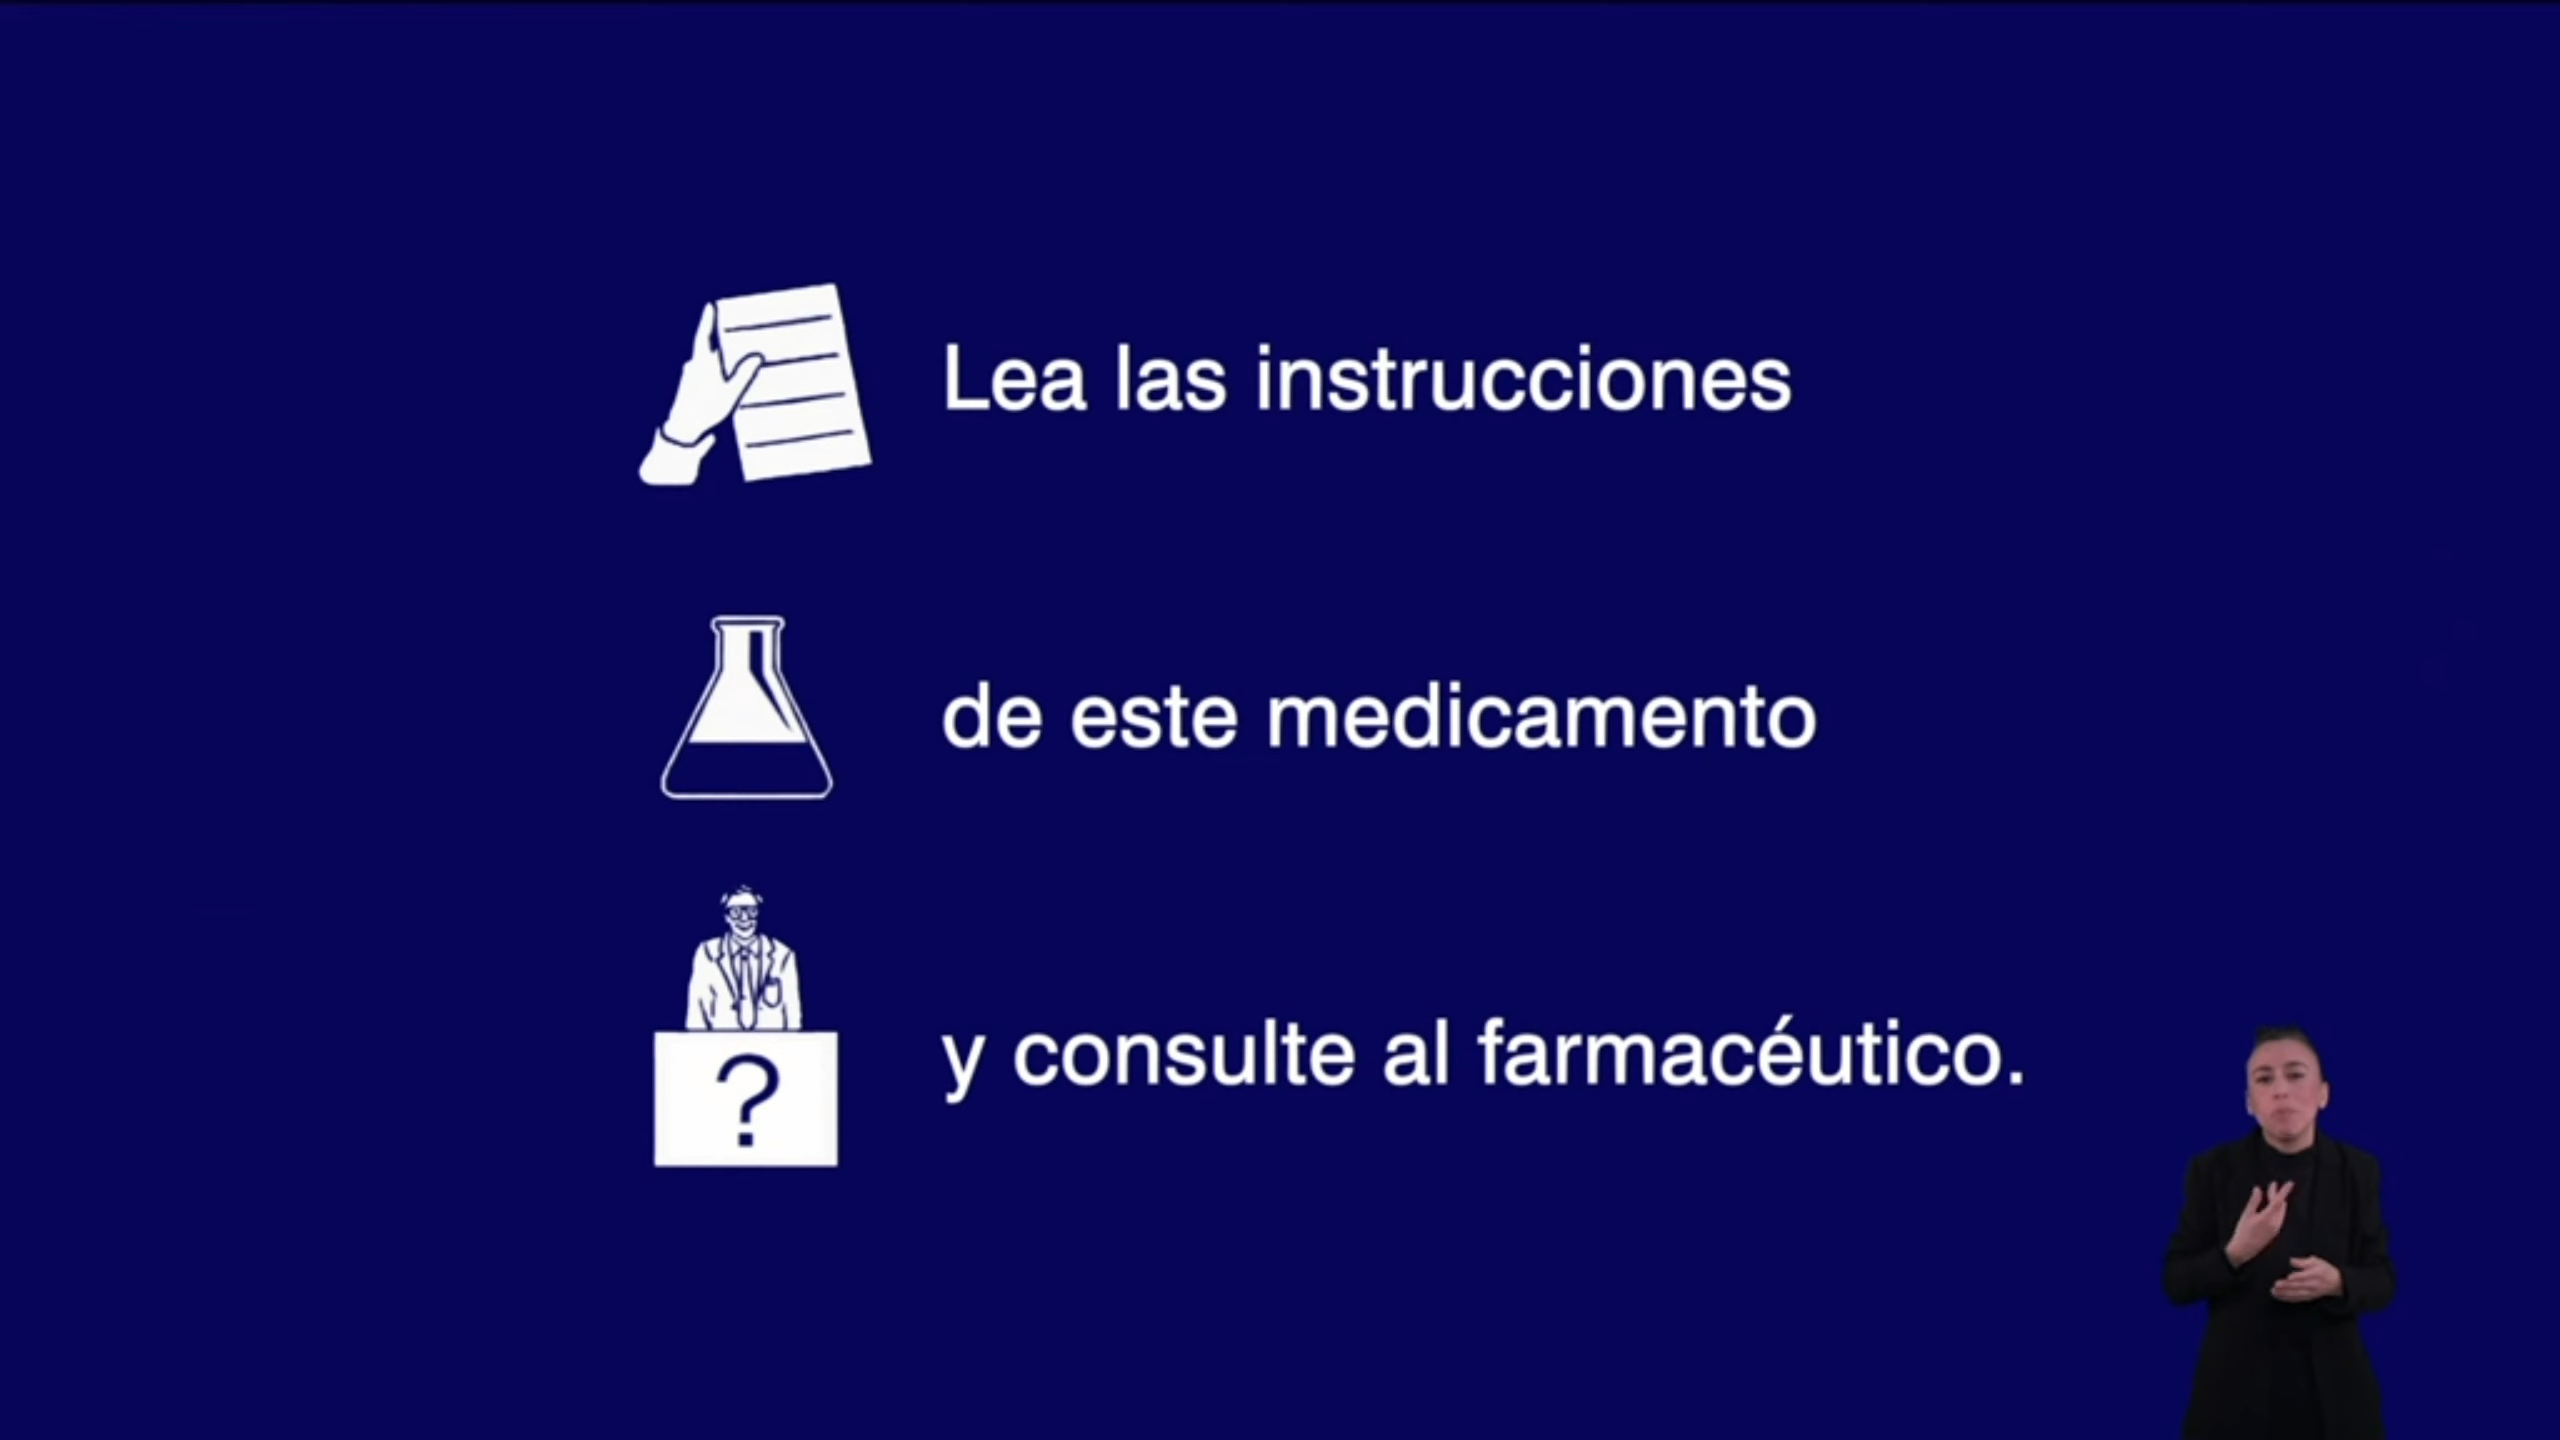 Lea las instrucciones
de este medicamento
y consulte al farmacéutico.
?